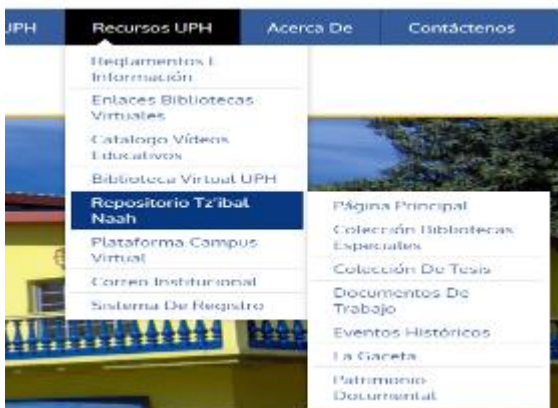 UPH
Recursos UPH
Acerca De
Contáctenos
Reglamentos E
Información
Enlaces Bibliotecas
Virtuales
Catalogo Vídeos
Educativos
Biblioteca Virtual UPH
Repositorio Tz'ibal
Naah
Plataforma Campus
Virtual
Correo Institucional
Sistema De Registro
Página Principal
Colección Bibliotecas
Especiales
Colección De Tesis
Documentos De
Trabajo
Eventos Históricos
La Gaceta
Patrimonio
Documental